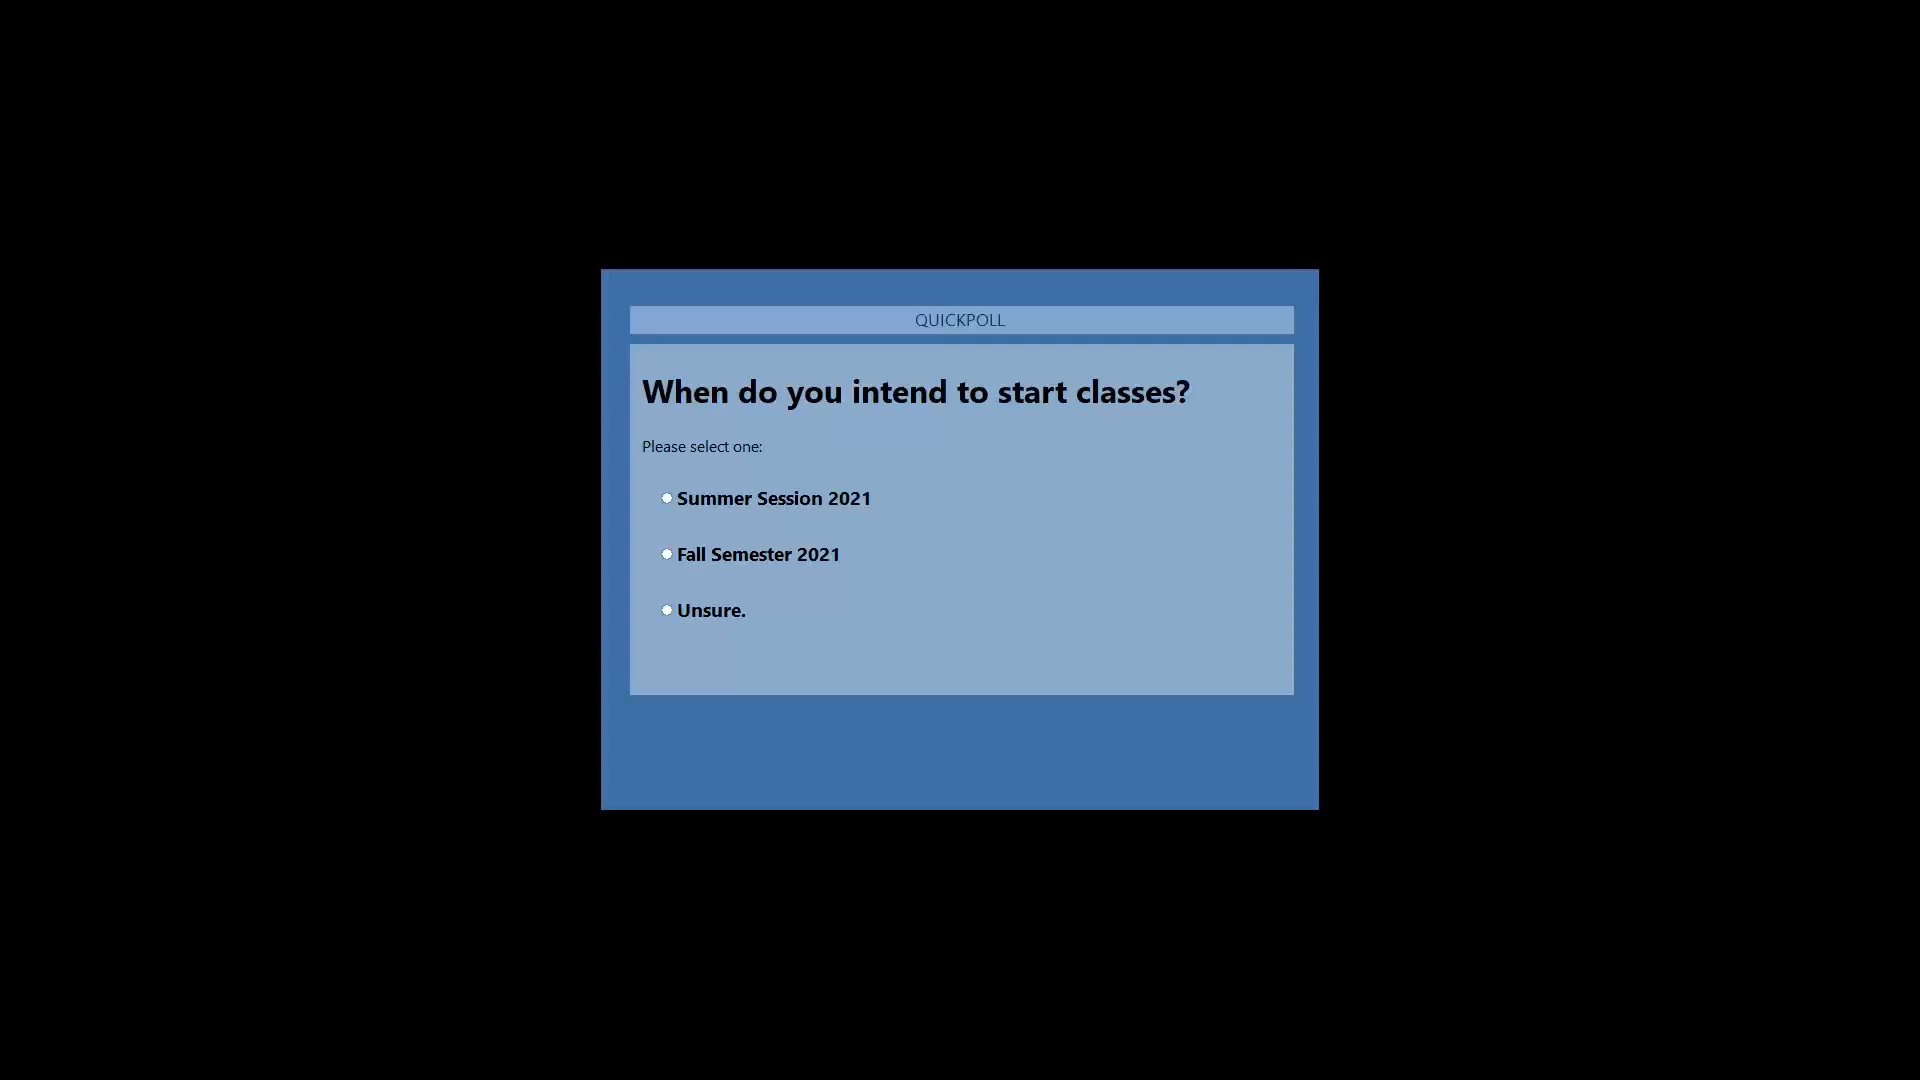 QUICKPOLL
When do you intend to start classes?
Please select one:
Summer Session 2021
Fall Semester 2021
Unsure.